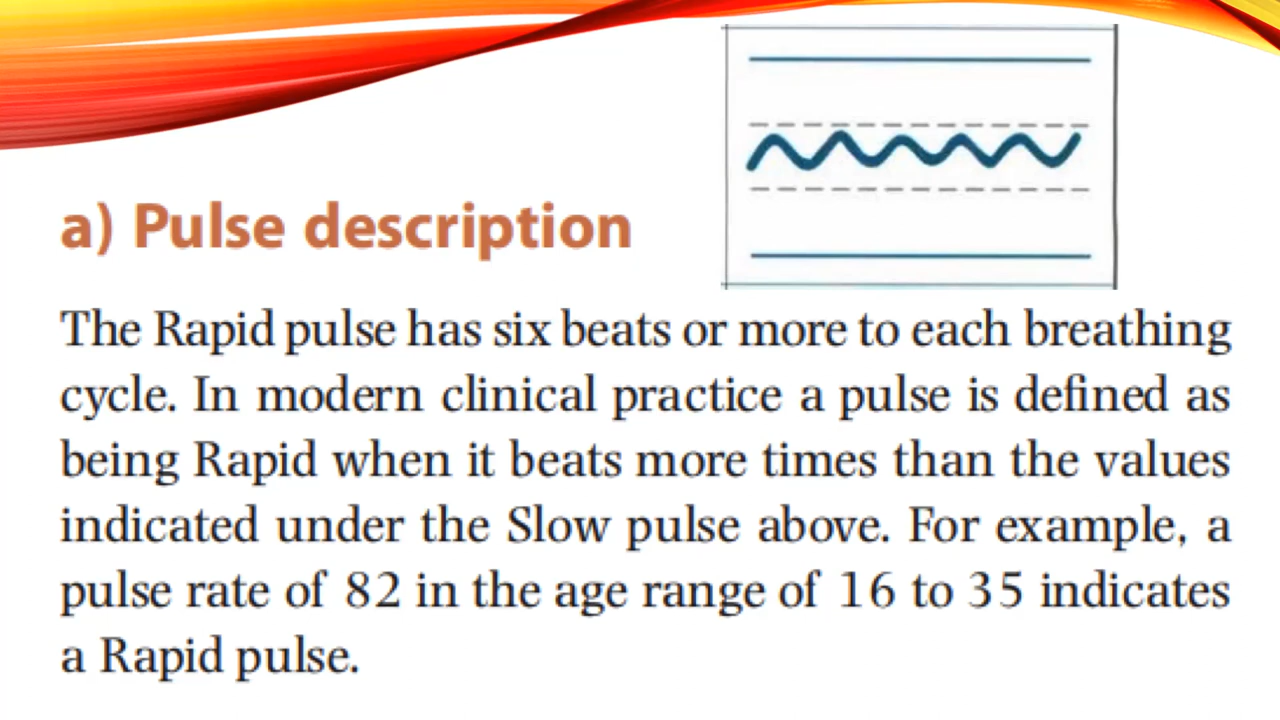 a) Pulse description
The Rapid pulse has six beats or more to each breathing
cycle. In modern clinical practice a pulse is defined as
being Rapid when it beats more times than the values
indicated under the Slow pulse above. For example, a
pulse rate of 82 in the age range of 16 to 35 indicates
a Rapid pulse.